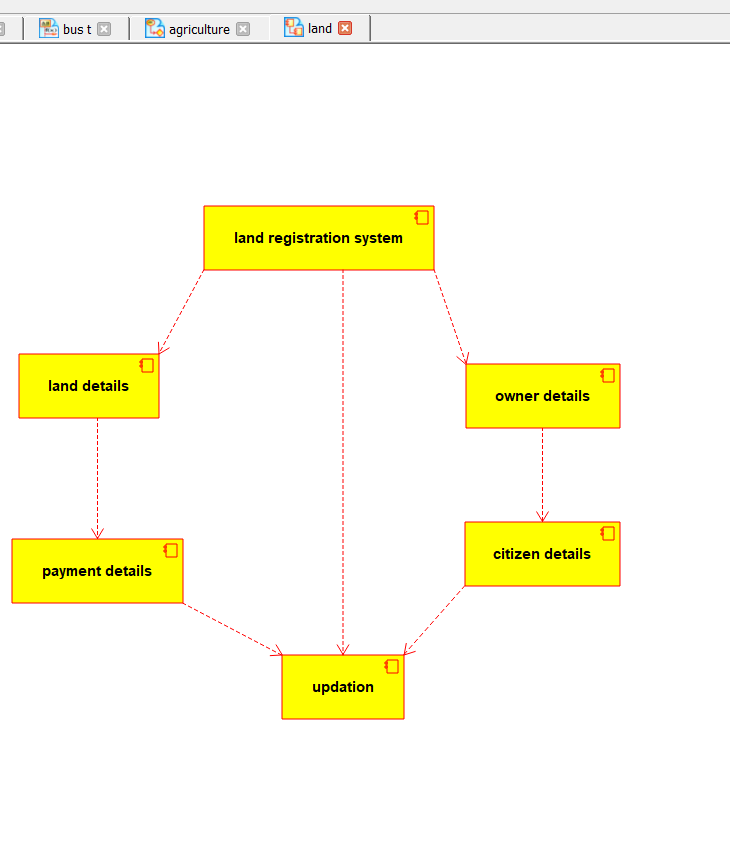 bus t
agriculture
land
land registration system
land details
owner details
payment details
citizen details
updation